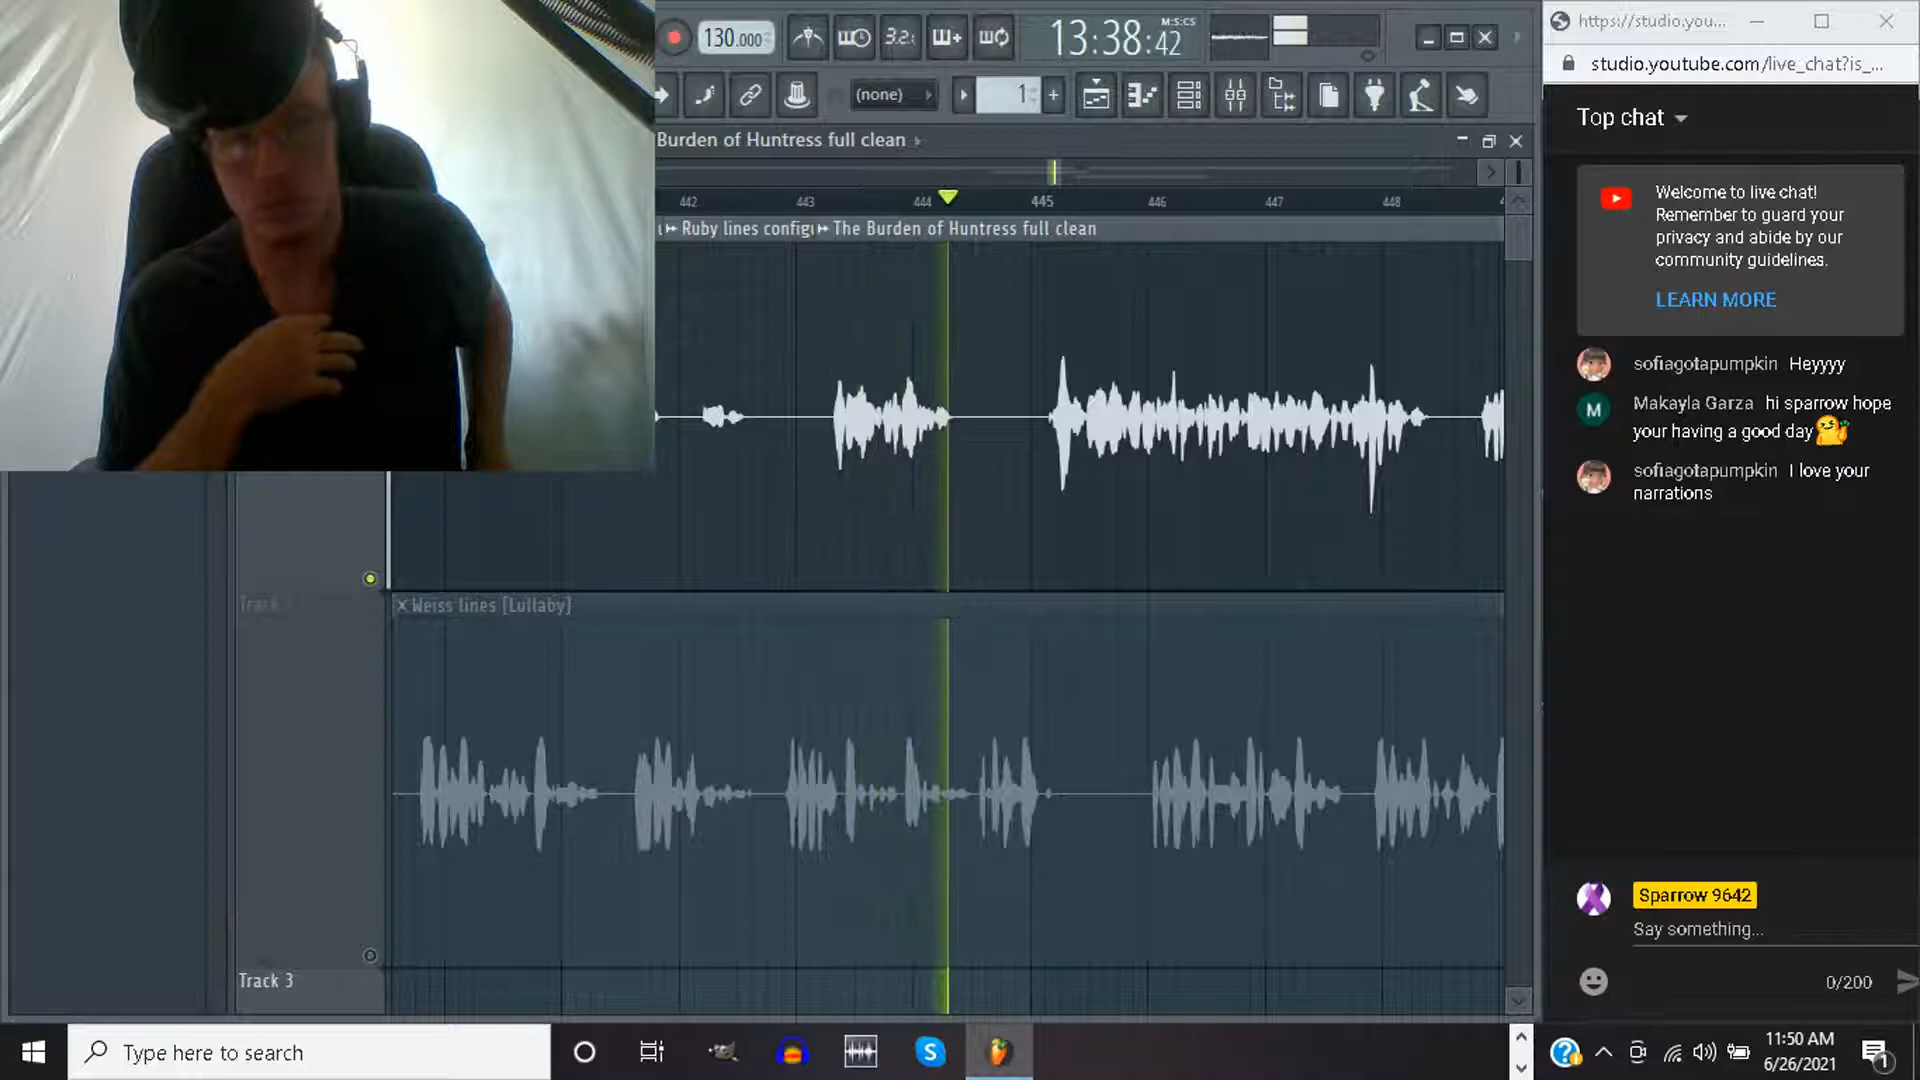 130.000
3.2:
13:38:42
M:S:CS
https://studio.you...
studio.youtube.com/live_chat?is_...
(none)
1
Top chat
Burden of Huntress full clean
442
443
444
445
446
447
448
Ruby lines config
The Burden of Huntress full clean
Welcome to live chat!
Remember to guard your
privacy and abide by our
community guidelines.
LEARN MORE
sofiagotapumpkin Heyyyy
Makayla Garza hi sparrow hope
your having a good day
sofiagotapumpkin I love your
narrations
M
Track
Weiss lines [Lullaby]
Track 3
Sparrow 9642
Say something...
0/200
Type here to search
11:50 AM
6/26/2021
1